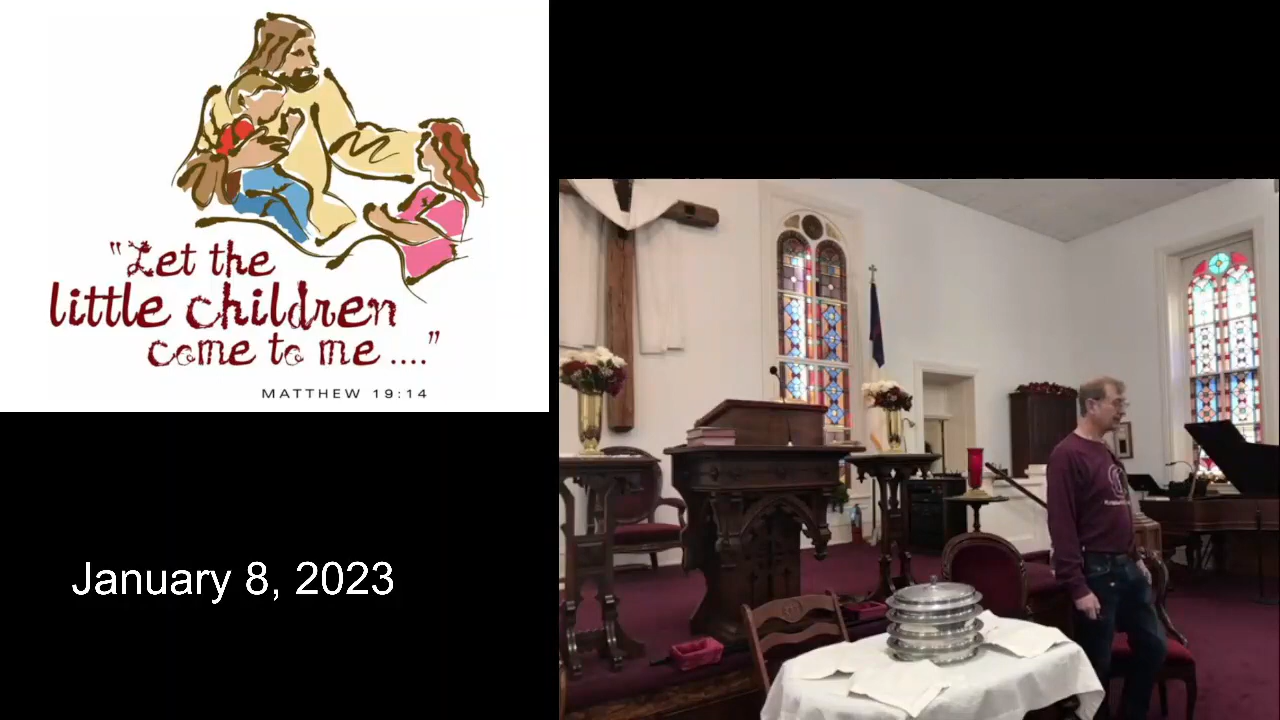 "Let the
little children
come to me ...."
MATTHEW 19:14
January 8, 2023